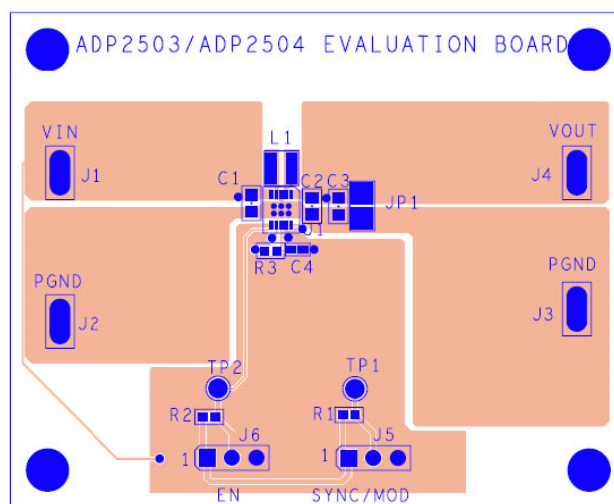 ADP2503/ADP2504 EVALUATION BOARD
VIN
VOUT
L1
J1
J4
C1
C2
C3
JP1
R3
C4
PGND
PGND
J2
J3
TP2
TP1
R2
R1
J6
J5
1
1
EN
SYNC/MOD